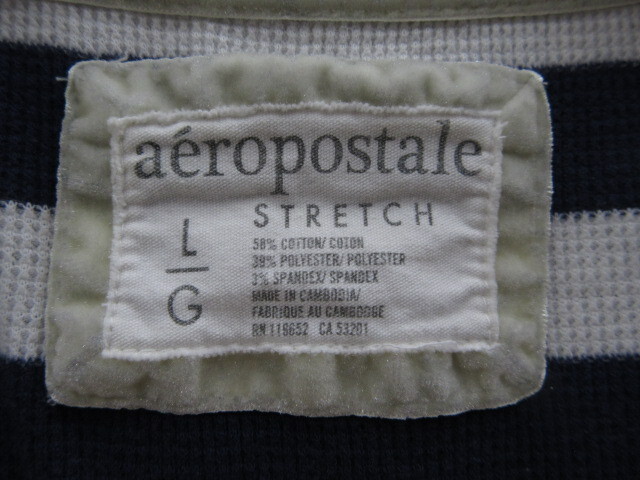 aéropostale
L
G
STRETCH
58% COTTON/ COTON
39% POLYESTER/ POLYESTER
3% SPANDEX/ SPANDEX
MADE IN CAMBODIA/
FABRIQUE AU CAMBODGE
RN 118652 CA 53201